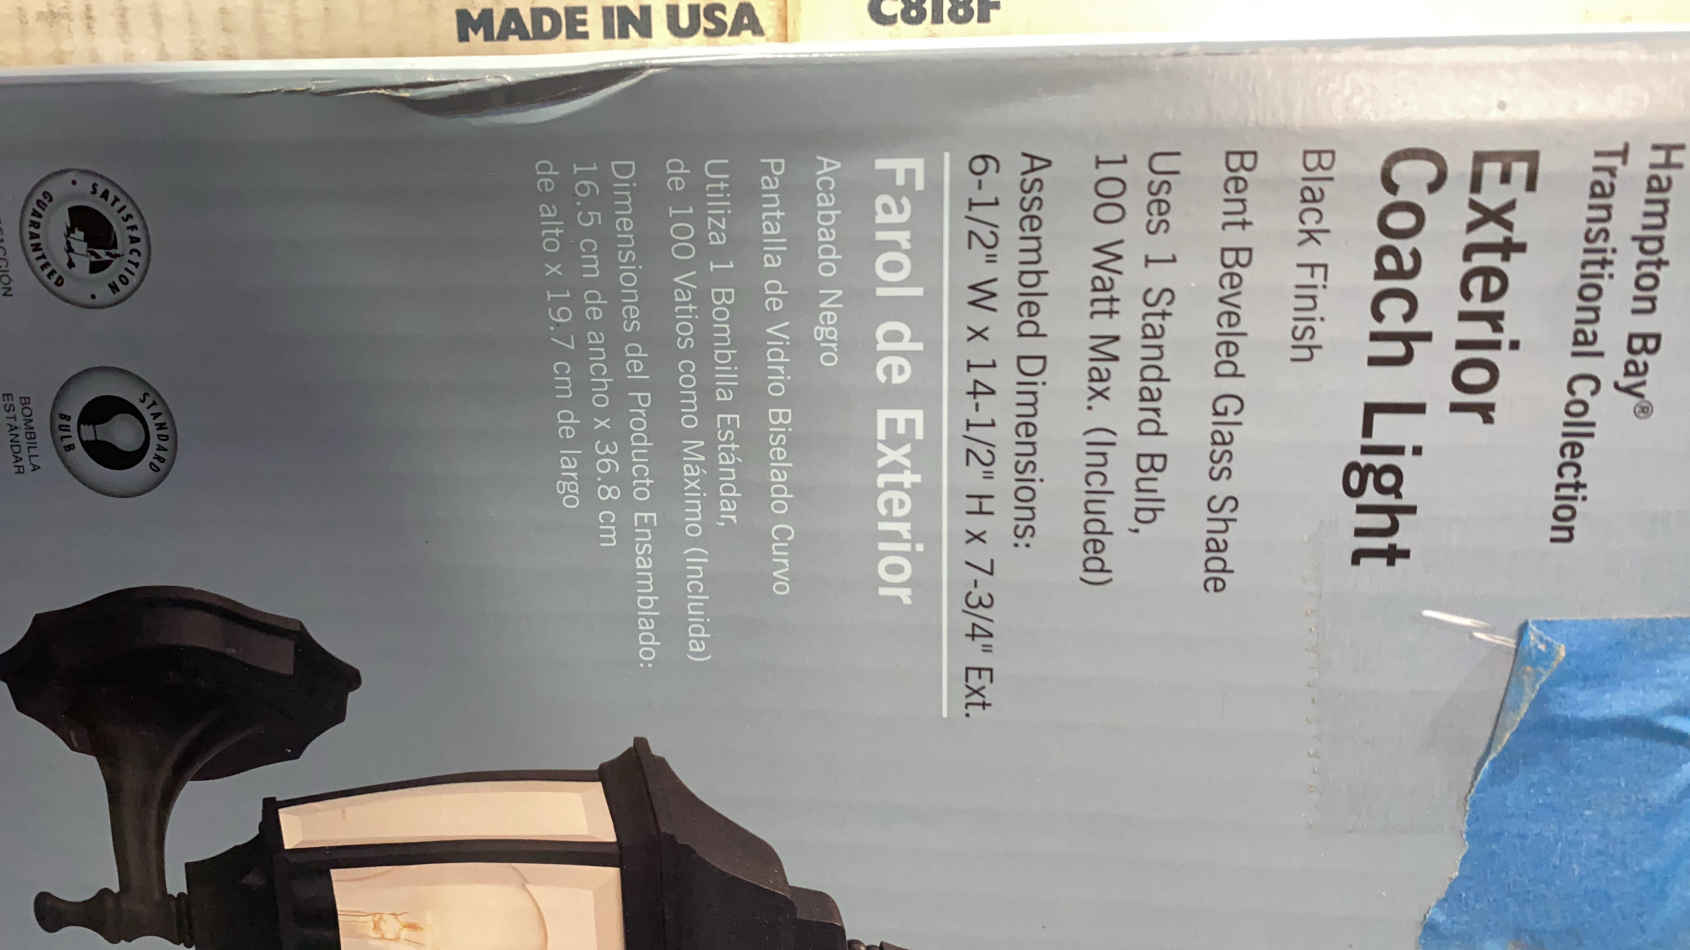 MADE IN USA
C818F
Hampton Bay®
Transitional Collection
Exterior
Coach Light
Black Finish
Bent Beveled Glass Shade
Uses 1 Standard Bulb,
100 Watt Max. (Included)
Assembled Dimensions:
6-1/2" W x 14-1/2" H x 7-3/4" Ext.
Farol de Exterior
Acabado Negro
Pantalla de Vidrio Biselado Curvo
Utiliza 1 Bombilla Estándar,
de 100 Vatios como Máximo (Incluida)
Dimensiones del Producto Ensamblado:
16.5 cm de ancho x 36.8 cm
de alto x 19.7 cm de largo
SATISFACTION
GUARANTEED
STANDARD
BULB
BOMBILLA
ESTÁNDAR